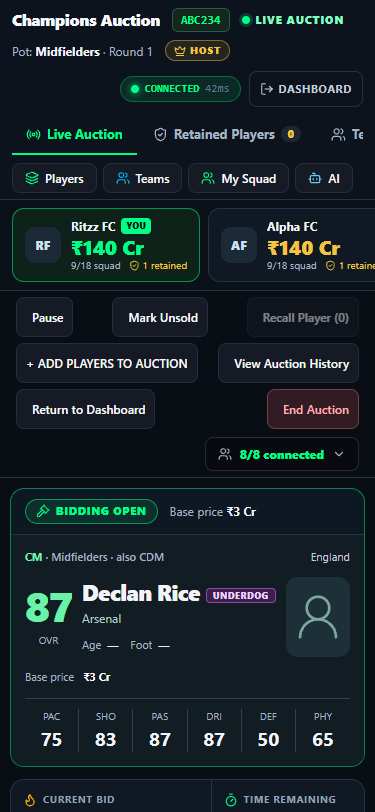 Champions Auction ABC234 LIVE AUCTION
Pot: Midfielders · Round 1 HOST
CONNECTED 42ms DASHBOARD
Live Auction Retained Players 0
Players Teams My Squad AI
RF Ritzz FC YOU
₹140 Cr
9/18 squad 1 retained
AF Alpha FC
₹140 Cr
9/18 squad 1 retaine
Pause Mark Unsold Recall Player (0)
+ ADD PLAYERS TO AUCTION View Auction History
Return to Dashboard End Auction
8/8 connected
BIDDING OPEN Base price ₹3 Cr
CM · Midfielders · also CDM England
87 OVR
Declan Rice UNDERDOG
Arsenal
Age — Foot —
Base price ₹3 Cr
PAC SHO PAS DRI DEF PHY
75 83 87 87 50 65
CURRENT BID TIME REMAINING